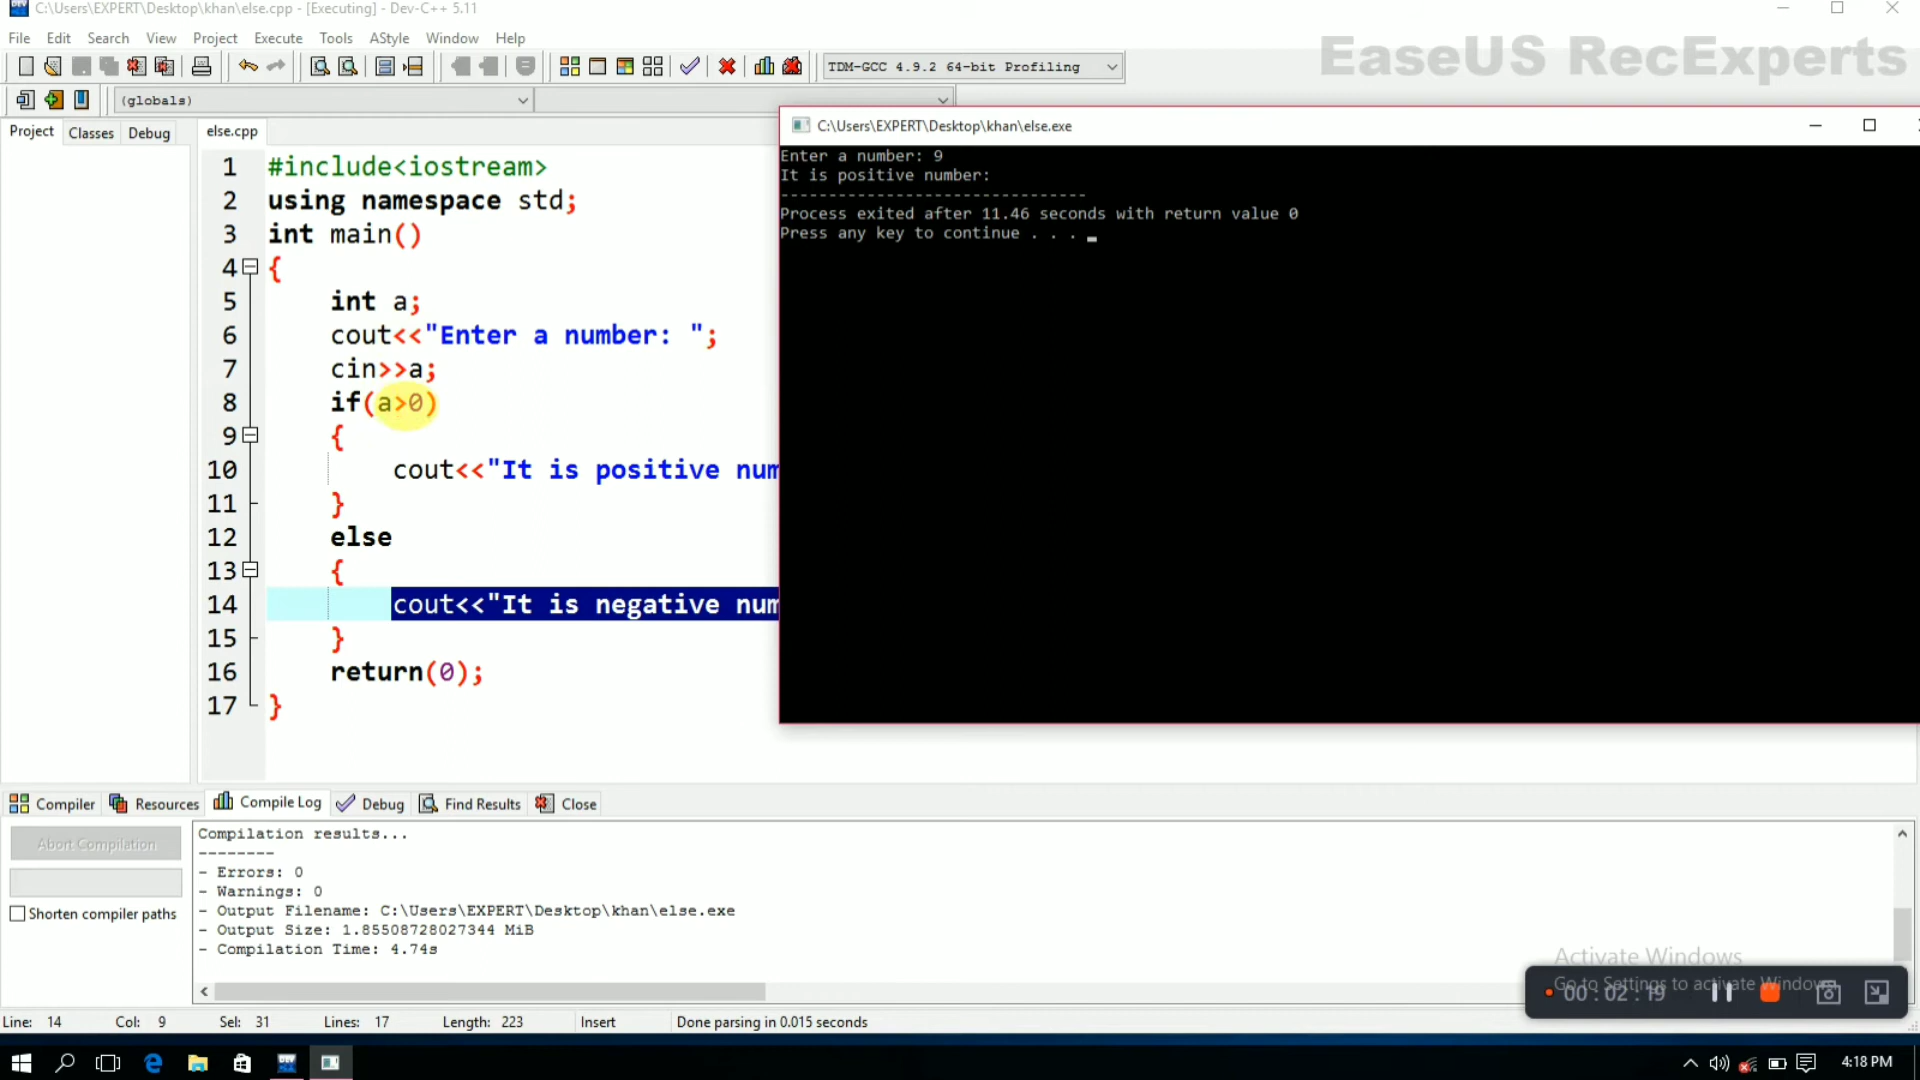 C:\Users\EXPERT\Desktop\khan\else.cpp - [Executing] - Dev-C++ 5.11
File Edit Search View Project Execute Tools AStyle Window Help
TDM-GCC 4.9.2 64-bit Profiling
EaseUS RecExperts
(globals)
Project Classes Debug
else.cpp
1 #include<iostream>
2 using namespace std;
3 int main()
4 {
5 int a;
6 cout<<"Enter a number: ";
7 cin>>a;
8 if(a>0)
9 {
10 cout<<"It is positive num
11 }
12 else
13 {
14 cout<<"It is negative num
15 }
16 return(0);
17 }
C:\Users\EXPERT\Desktop\khan\else.exe
Enter a number: 9
It is positive number:
--------------------------------
Process exited after 11.46 seconds with return value 0
Press any key to continue . . .
Compiler Resources Compile Log Debug Find Results Close
Abort Compilation
Shorten compiler paths
Compilation results...
--------
- Errors: 0
- Warnings: 0
- Output Filename: C:\Users\EXPERT\Desktop\khan\else.exe
- Output Size: 1.85508728027344 MiB
- Compilation Time: 4.74s
Activate Windows
Go to Settings to activate Windows.
00:02:19
Line: 14 Col: 9 Sel: 31 Lines: 17 Length: 223 Insert Done parsing in 0.015 seconds
DEV
4:18 PM